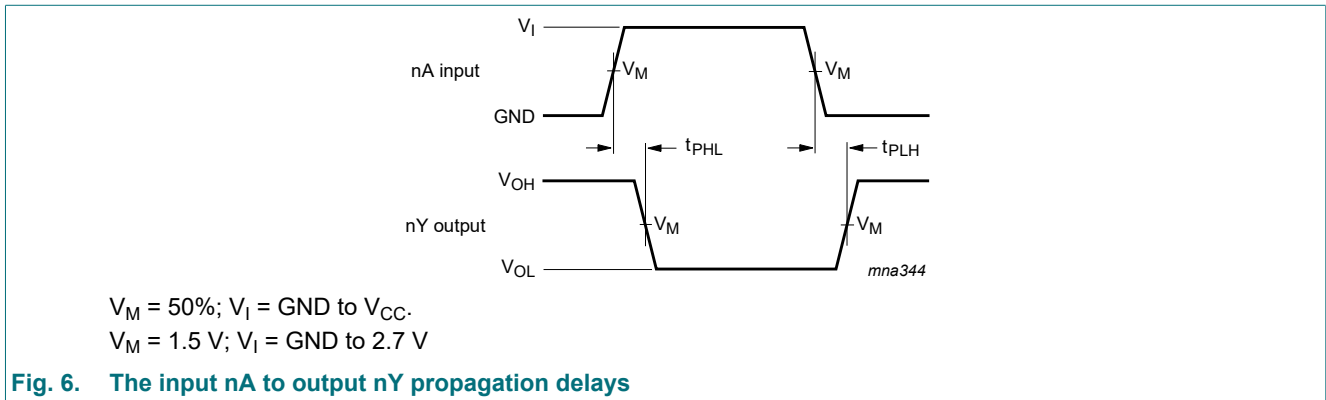 V_I
nA input V_M V_M
GND
t_PHL t_PLH
V_OH
nY output V_M V_M
V_OL mna344
V_M = 50%; V_I = GND to V_CC.
V_M = 1.5 V; V_I = GND to 2.7 V
Fig. 6. The input nA to output nY propagation delays